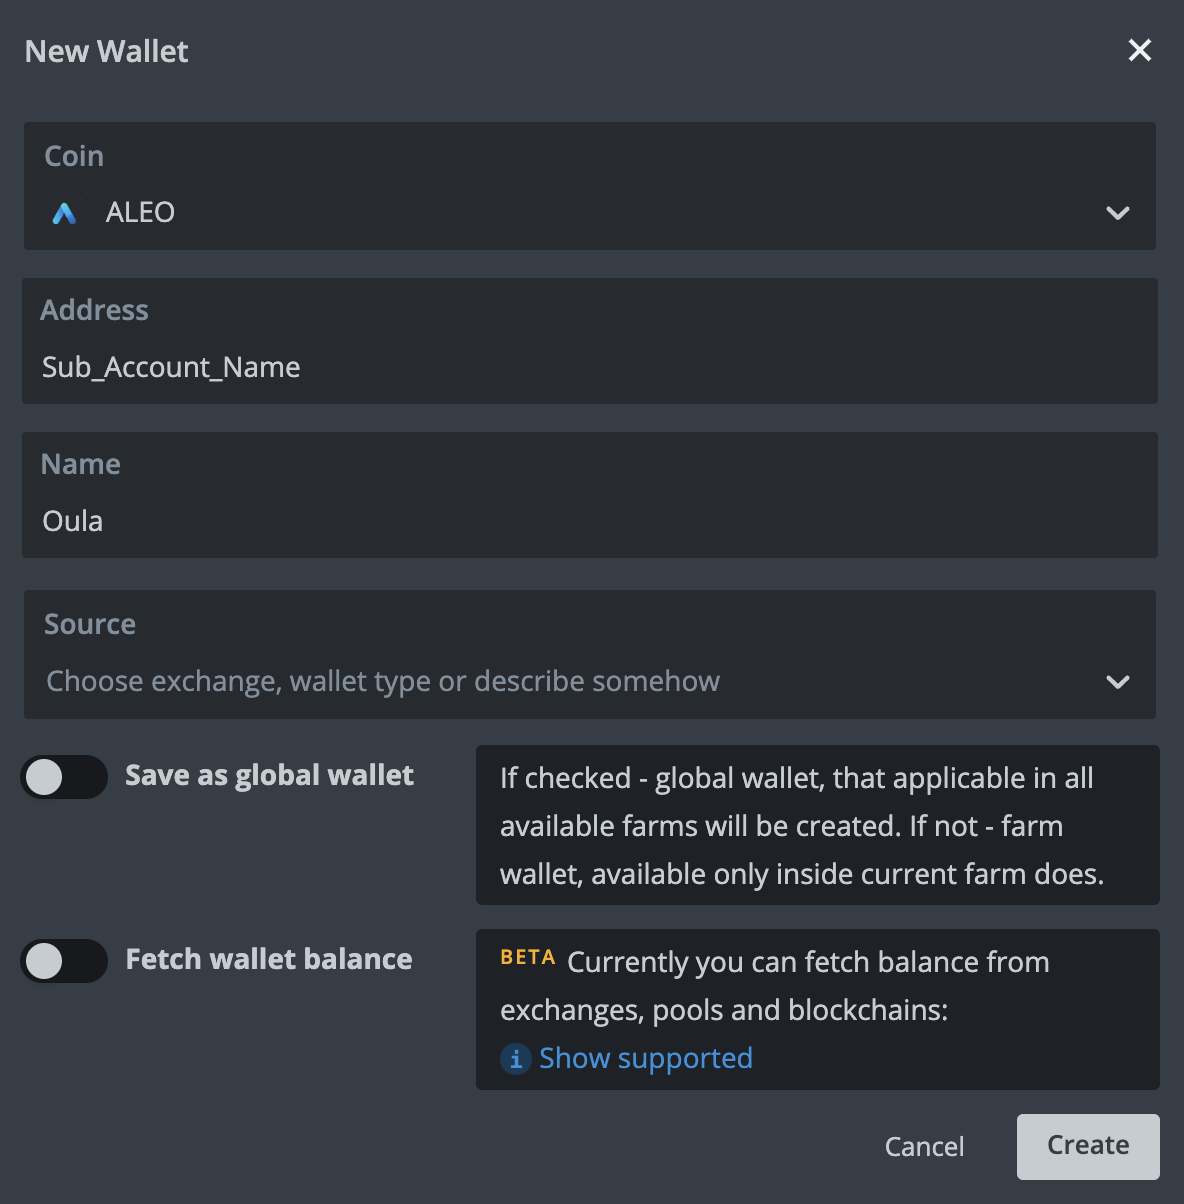 New Wallet
Coin
ALEO
Address
Sub_Account_Name
Name
Oula
Source
Choose exchange, wallet type or describe somehow
Save as global wallet
If checked - global wallet, that applicable in all
available farms will be created. If not - farm
wallet, available only inside current farm does.
Fetch wallet balance
BETA Currently you can fetch balance from
exchanges, pools and blockchains:
Show supported
Cancel
Create